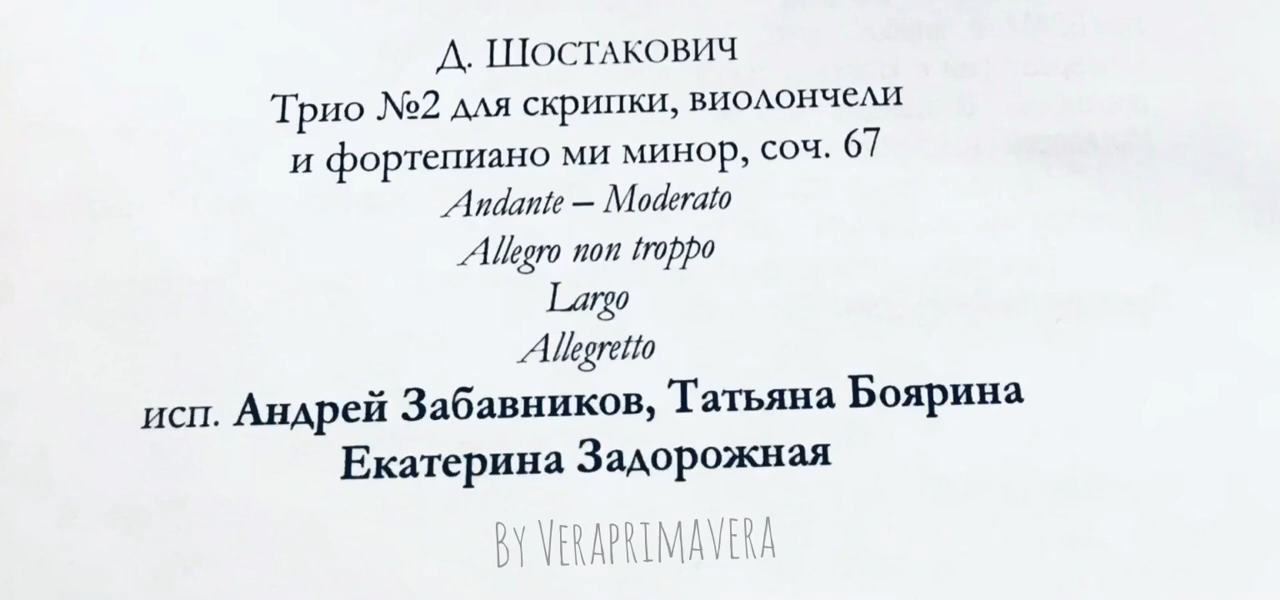 Д. Шостакович
Трио №2 для скрипки, виолончели
и фортепиано ми минор, соч. 67
Andante – Moderato
Allegro non troppo
Largo
Allegretto
исп. Андрей Забавников, Татьяна Боярина
Екатерина Задорожная
By Veraprimavera